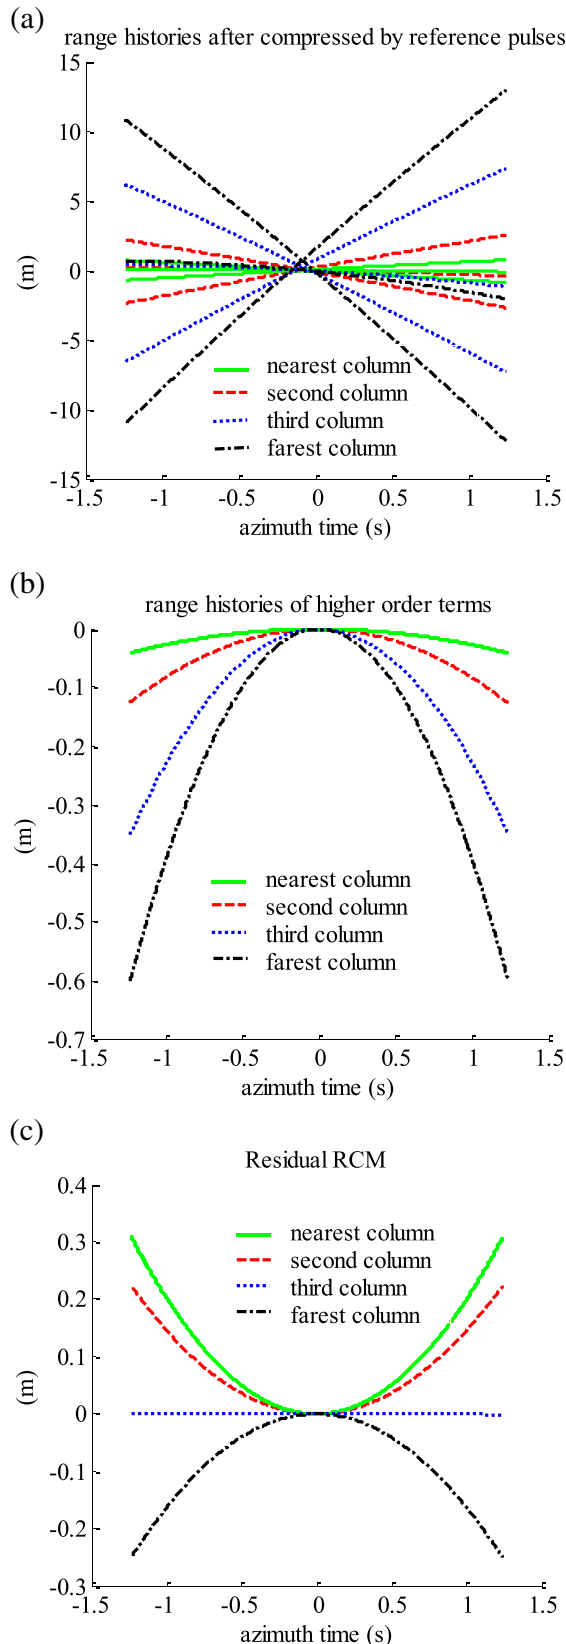 (a)
range histories after compressed by reference pulses
15
10
5
0
-5
-10
-15
(m)
nearest column
second column
third column
farest column
-1.5 -1 -0.5 0 0.5 1 1.5
azimuth time (s)
(b)
range histories of higher order terms
0
-0.1
-0.2
-0.3
-0.4
-0.5
-0.6
-0.7
(m)
nearest column
second column
third column
farest column
-1.5 -1 -0.5 0 0.5 1 1.5
azimuth time (s)
(c)
Residual RCM
0.4
0.3
0.2
0.1
0
-0.1
-0.2
-0.3
(m)
nearest column
second column
third column
farest column
-1.5 -1 -0.5 0 0.5 1 1.5
azimuth time (s)